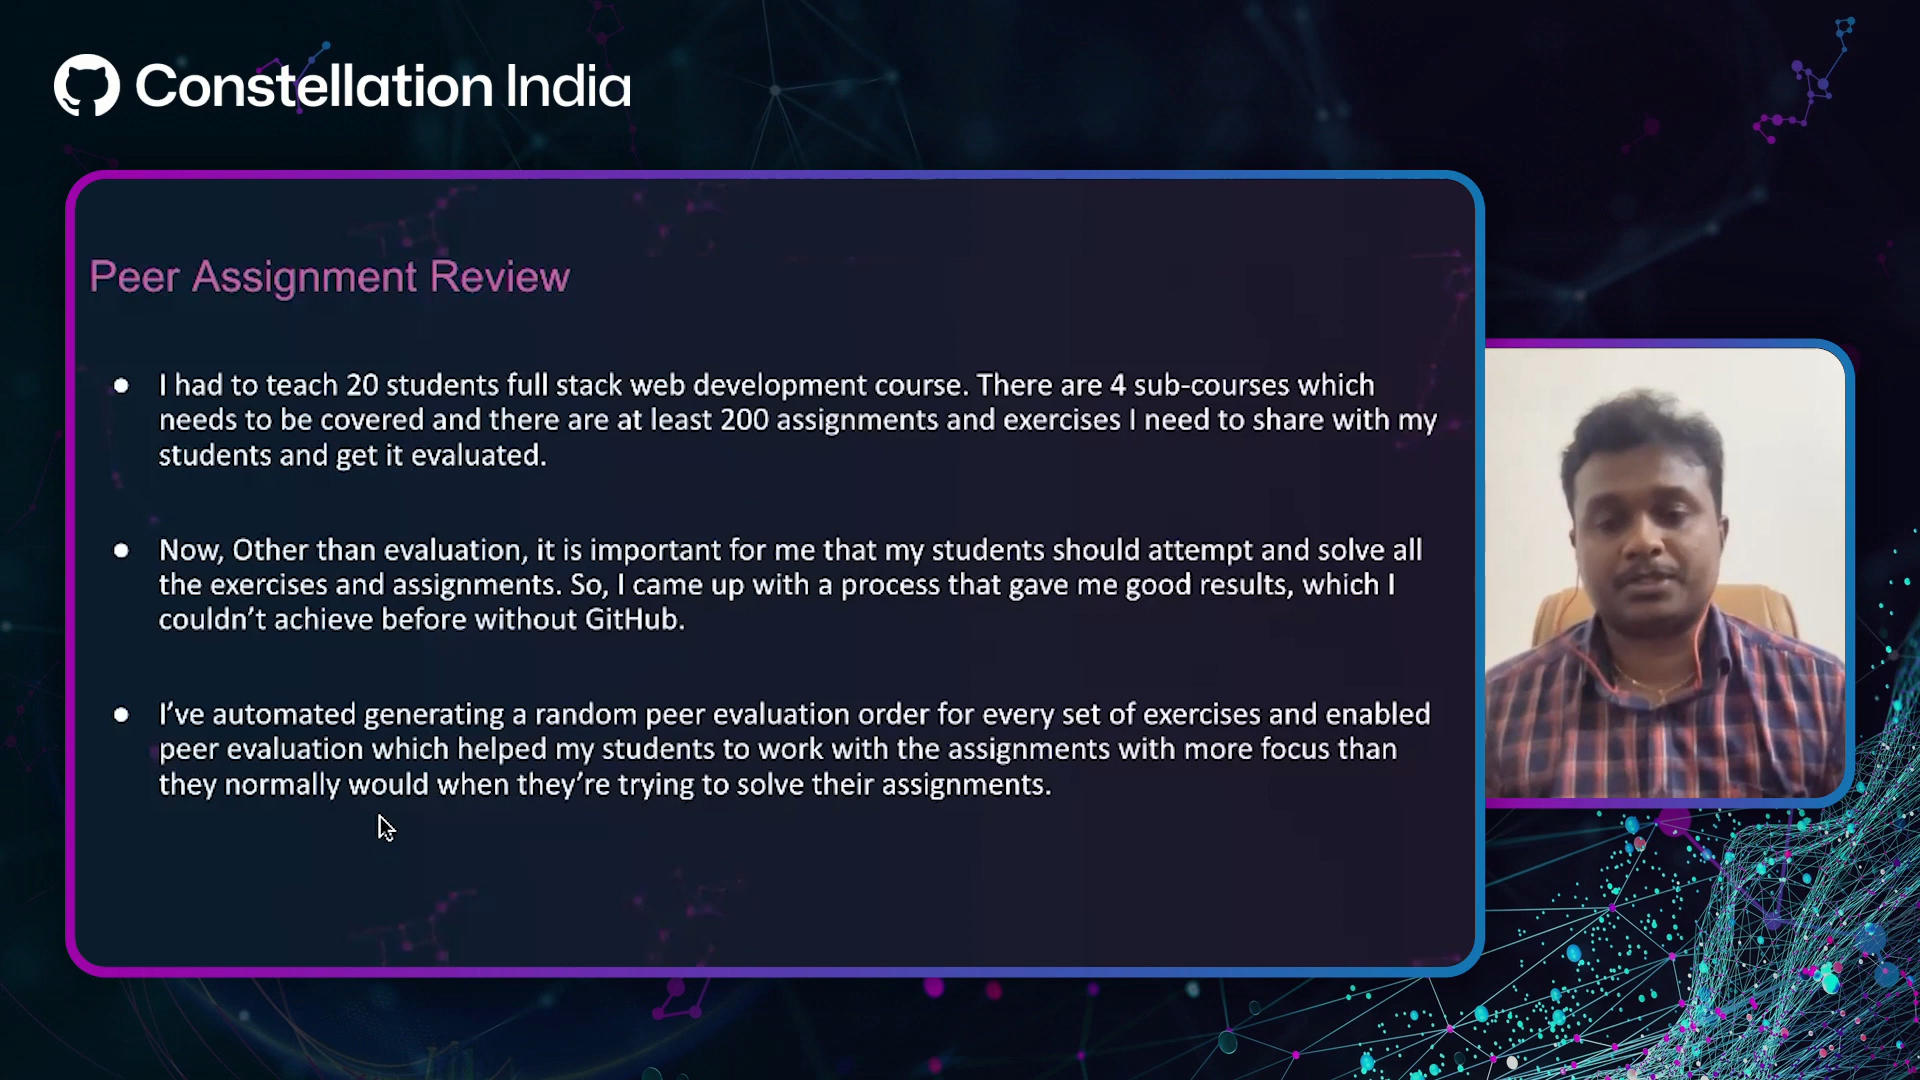 Constellation India
Peer Assignment Review
● I had to teach 20 students full stack web development course. There are 4 sub-courses which
needs to be covered and there are at least 200 assignments and exercises I need to share with my
students and get it evaluated.
● Now, Other than evaluation, it is important for me that my students should attempt and solve all
the exercises and assignments. So, I came up with a process that gave me good results, which I
couldn’t achieve before without GitHub.
● I’ve automated generating a random peer evaluation order for every set of exercises and enabled
peer evaluation which helped my students to work with the assignments with more focus than
they normally would when they’re trying to solve their assignments.